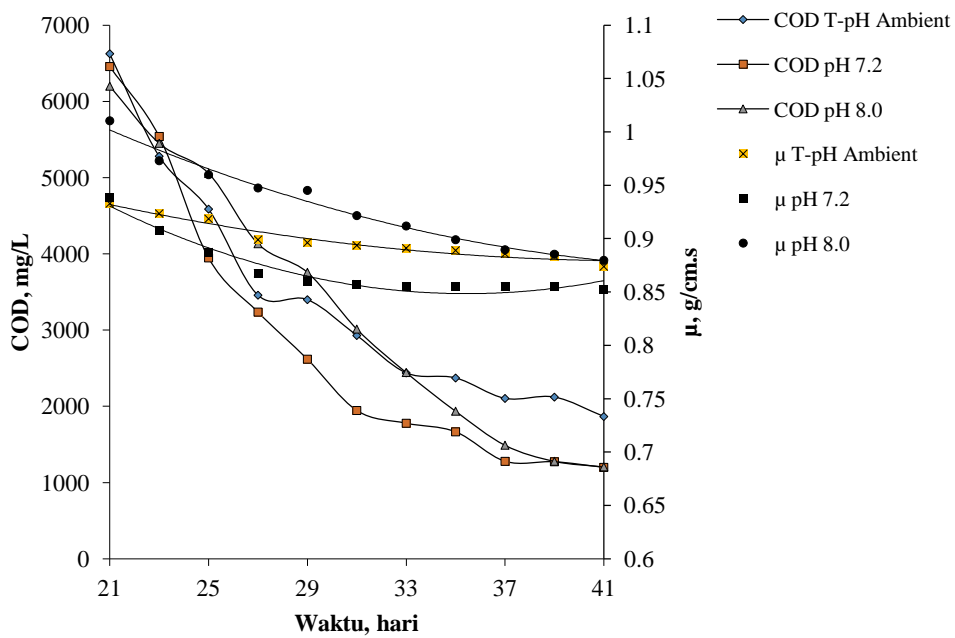 7000
6000
5000
4000
3000
2000
1000
0
COD, mg/L
21
25
29
33
37
41
Waktu, hari
1.1
1.05
1
0.95
0.9
0.85
0.8
0.75
0.7
0.65
0.6
µ, g/cm.s
COD T-pH Ambient
COD pH 7.2
COD pH 8.0
µ T-pH Ambient
µ pH 7.2
µ pH 8.0